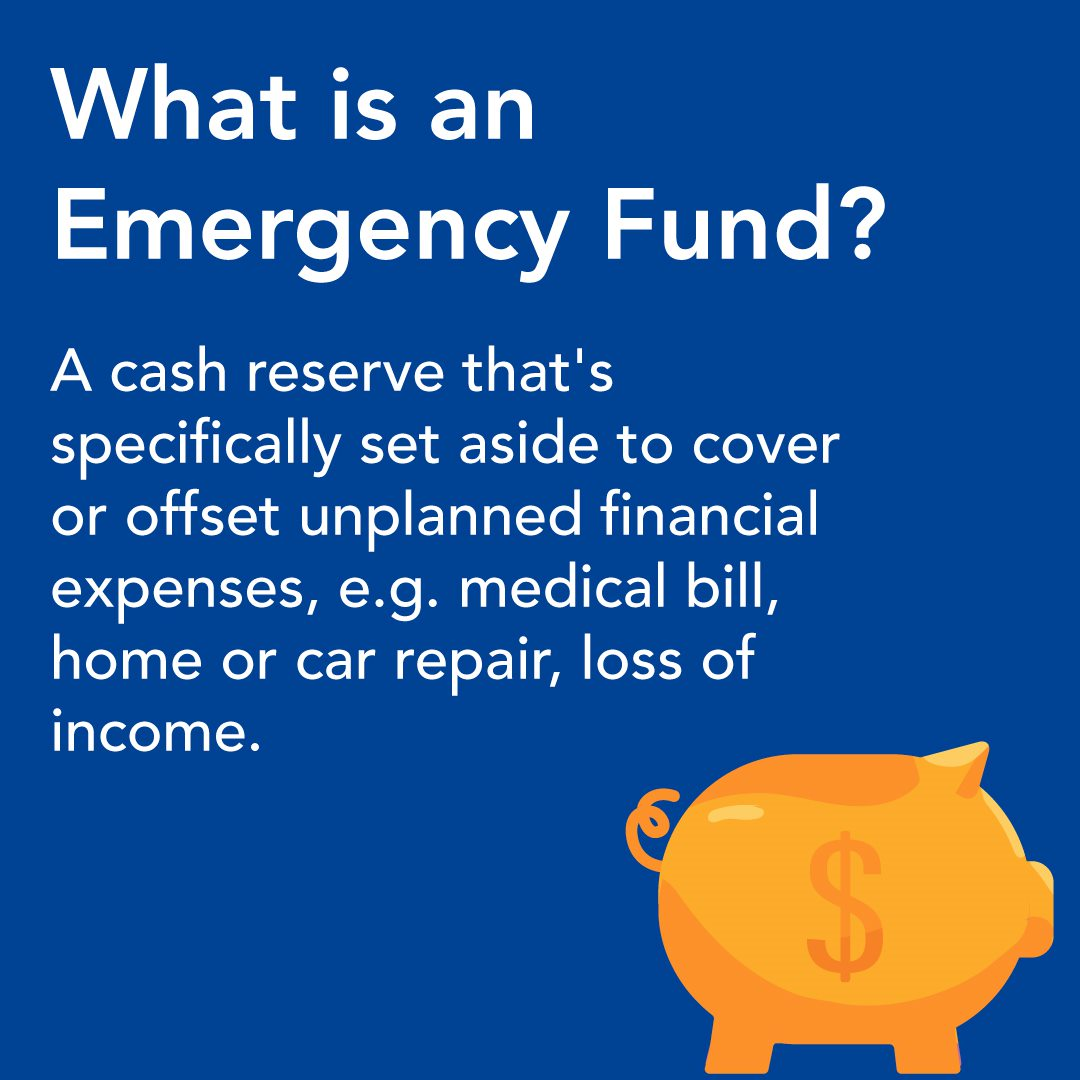 What is an
Emergency Fund?
A cash reserve that's
specifically set aside to cover
or offset unplanned financial
expenses, e.g. medical bill,
home or car repair, loss of
income.
$